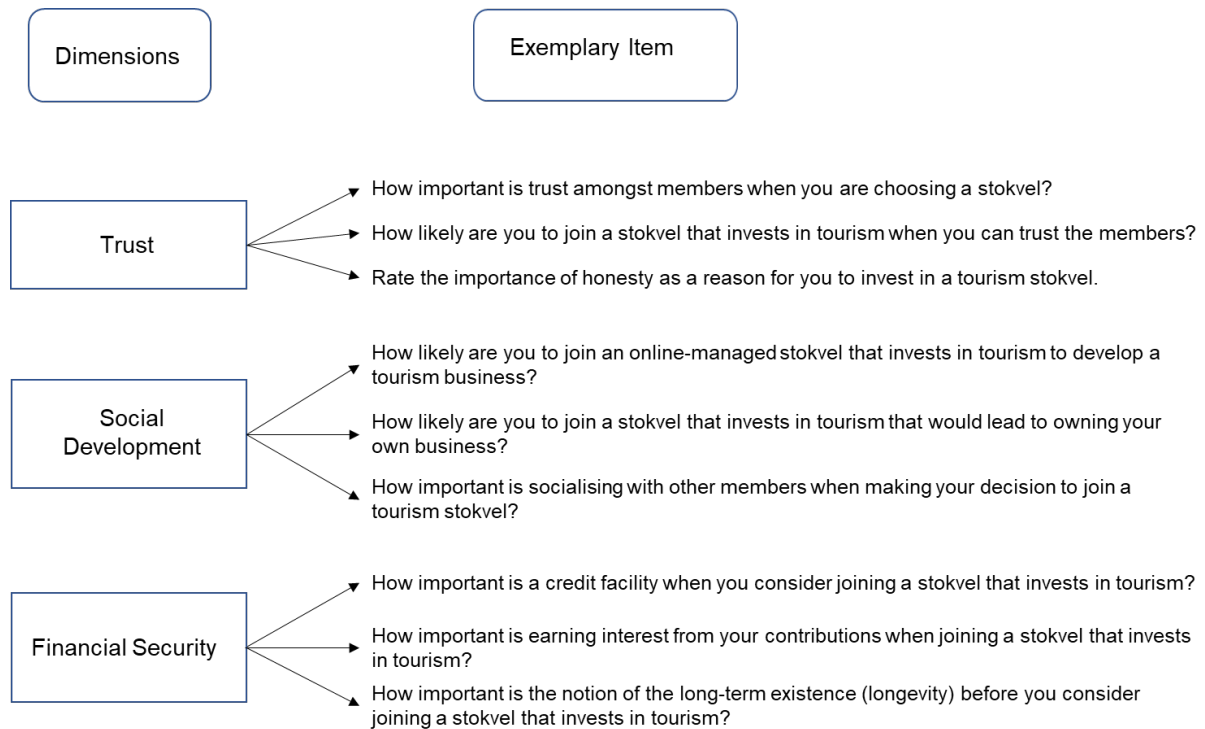 Dimensions
Exemplary Item
Trust
How important is trust amongst members when you are choosing a stokvel?
How likely are you to join a stokvel that invests in tourism when you can trust the members?
Rate the importance of honesty as a reason for you to invest in a tourism stokvel.
Social
Development
How likely are you to join an online-managed stokvel that invests in tourism to develop a
tourism business?
How likely are you to join a stokvel that invests in tourism that would lead to owning your
own business?
How important is socialising with other members when making your decision to join a
tourism stokvel?
Financial Security
How important is a credit facility when you consider joining a stokvel that invests in tourism?
How important is earning interest from your contributions when joining a stokvel that invests
in tourism?
How important is the notion of the long-term existence (longevity) before you consider
joining a stokvel that invests in tourism?